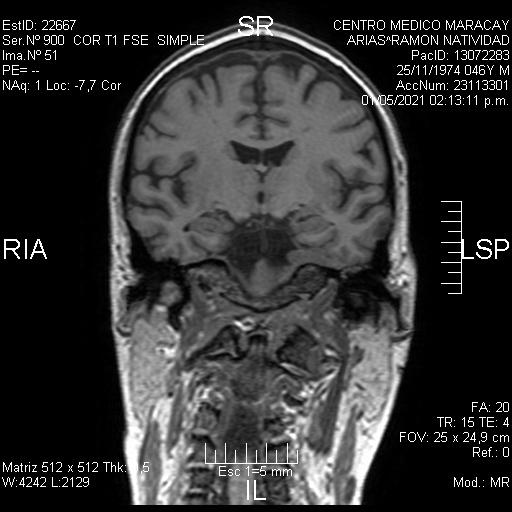 EstID: 22667
Ser.Nº 900 COR T1 FSE SIMPLE
Ima.Nº 51
PE= --
NAq: 1 Loc: -7,7 Cor
SR
CENTRO MEDICO MARACAY
ARIAS^RAMON NATIVIDAD
PacID: 13072283
25/11/1974 046Y M
AccNum: 23113301
01/05/2021 02:13:11 p.m.
RIA
LSP
FA: 20
TR: 15 TE: 4
FOV: 25 x 24,9 cm
Ref.: 0
Matriz 512 x 512 Thk: 1,5
W:4242 L:2129
Esc 1=5 mm
IL
Mod.: MR